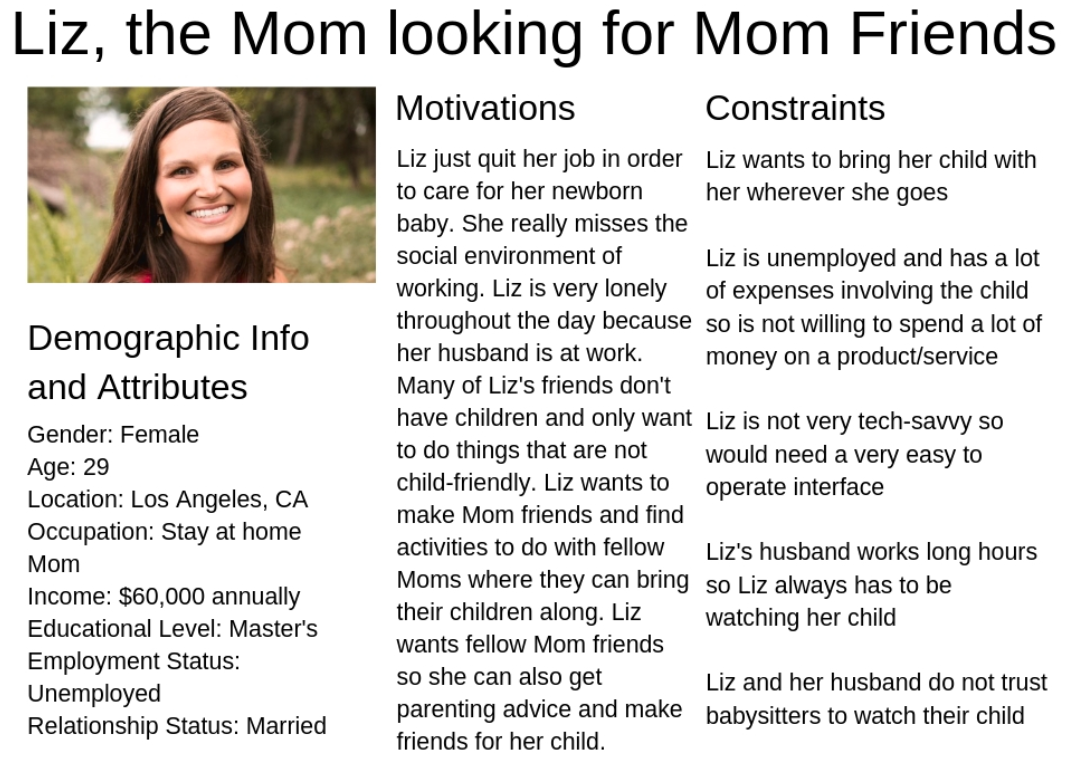 Liz, the Mom looking for Mom Friends
Demographic Info
and Attributes
Gender: Female
Age: 29
Location: Los Angeles, CA
Occupation: Stay at home
Mom
Income: $60,000 annually
Educational Level: Master's
Employment Status:
Unemployed
Relationship Status: Married
Motivations
Liz just quit her job in order
to care for her newborn
baby. She really misses the
social environment of
working. Liz is very lonely
throughout the day because
her husband is at work.
Many of Liz's friends don't
have children and only want
to do things that are not
child-friendly. Liz wants to
make Mom friends and find
activities to do with fellow
Moms where they can bring
their children along. Liz
wants fellow Mom friends
so she can also get
parenting advice and make
friends for her child.
Constraints
Liz wants to bring her child with
her wherever she goes
Liz is unemployed and has a lot
of expenses involving the child
so is not willing to spend a lot of
money on a product/service
Liz is not very tech-savvy so
would need a very easy to
operate interface
Liz's husband works long hours
so Liz always has to be
watching her child
Liz and her husband do not trust
babysitters to watch their child